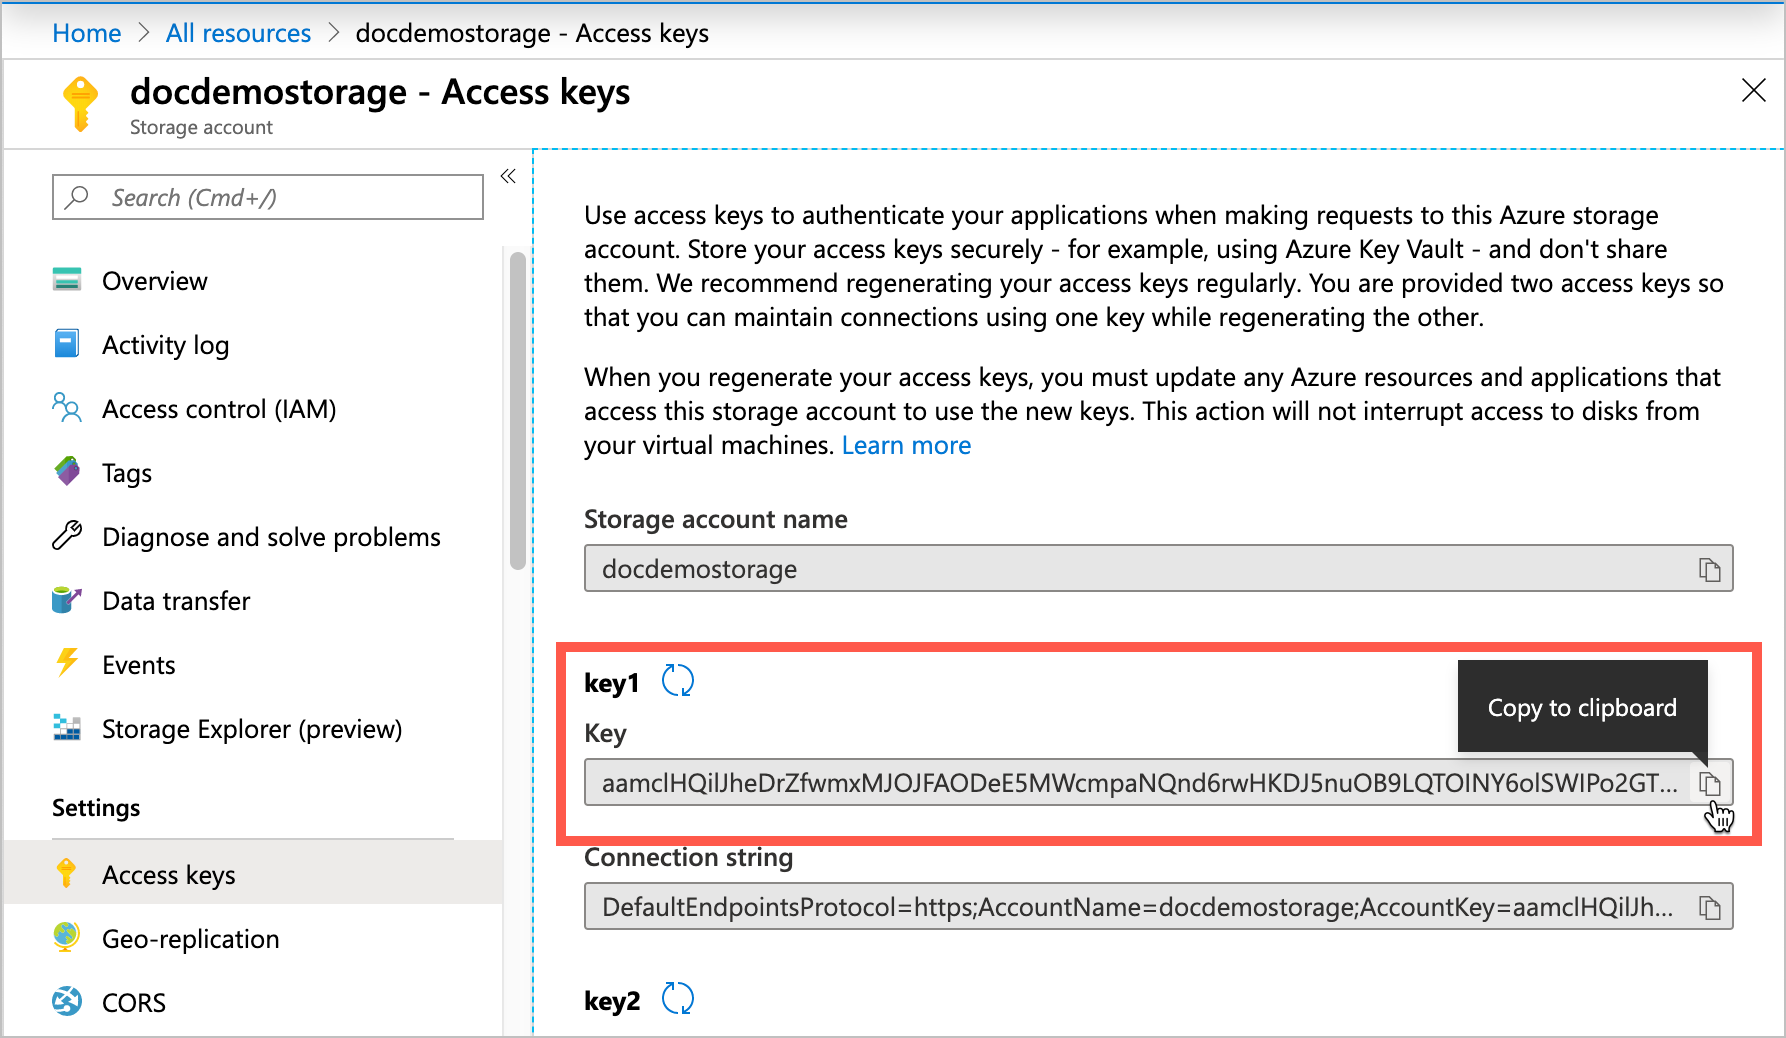 Home > All resources > docdemostorage - Access keys
docdemostorage - Access keys
Storage account
Search (Cmd+/)
«
Overview
Activity log
Access control (IAM)
Tags
Diagnose and solve problems
Data transfer
Events
Storage Explorer (preview)
Settings
Access keys
Geo-replication
CORS
Use access keys to authenticate your applications when making requests to this Azure storage
account. Store your access keys securely - for example, using Azure Key Vault - and don't share
them. We recommend regenerating your access keys regularly. You are provided two access keys so
that you can maintain connections using one key while regenerating the other.
When you regenerate your access keys, you must update any Azure resources and applications that
access this storage account to use the new keys. This action will not interrupt access to disks from
your virtual machines. Learn more
Storage account name
docdemostorage
key1
Copy to clipboard
Key
aamclHQilJheDrZfwmxMJOJFAODeE5MWcmpaNQnd6rwHKDJ5nuOB9LQTOINY6olSWIPo2GT...
Connection string
DefaultEndpointsProtocol=https;AccountName=docdemostorage;AccountKey=aamclHQilJh...
key2